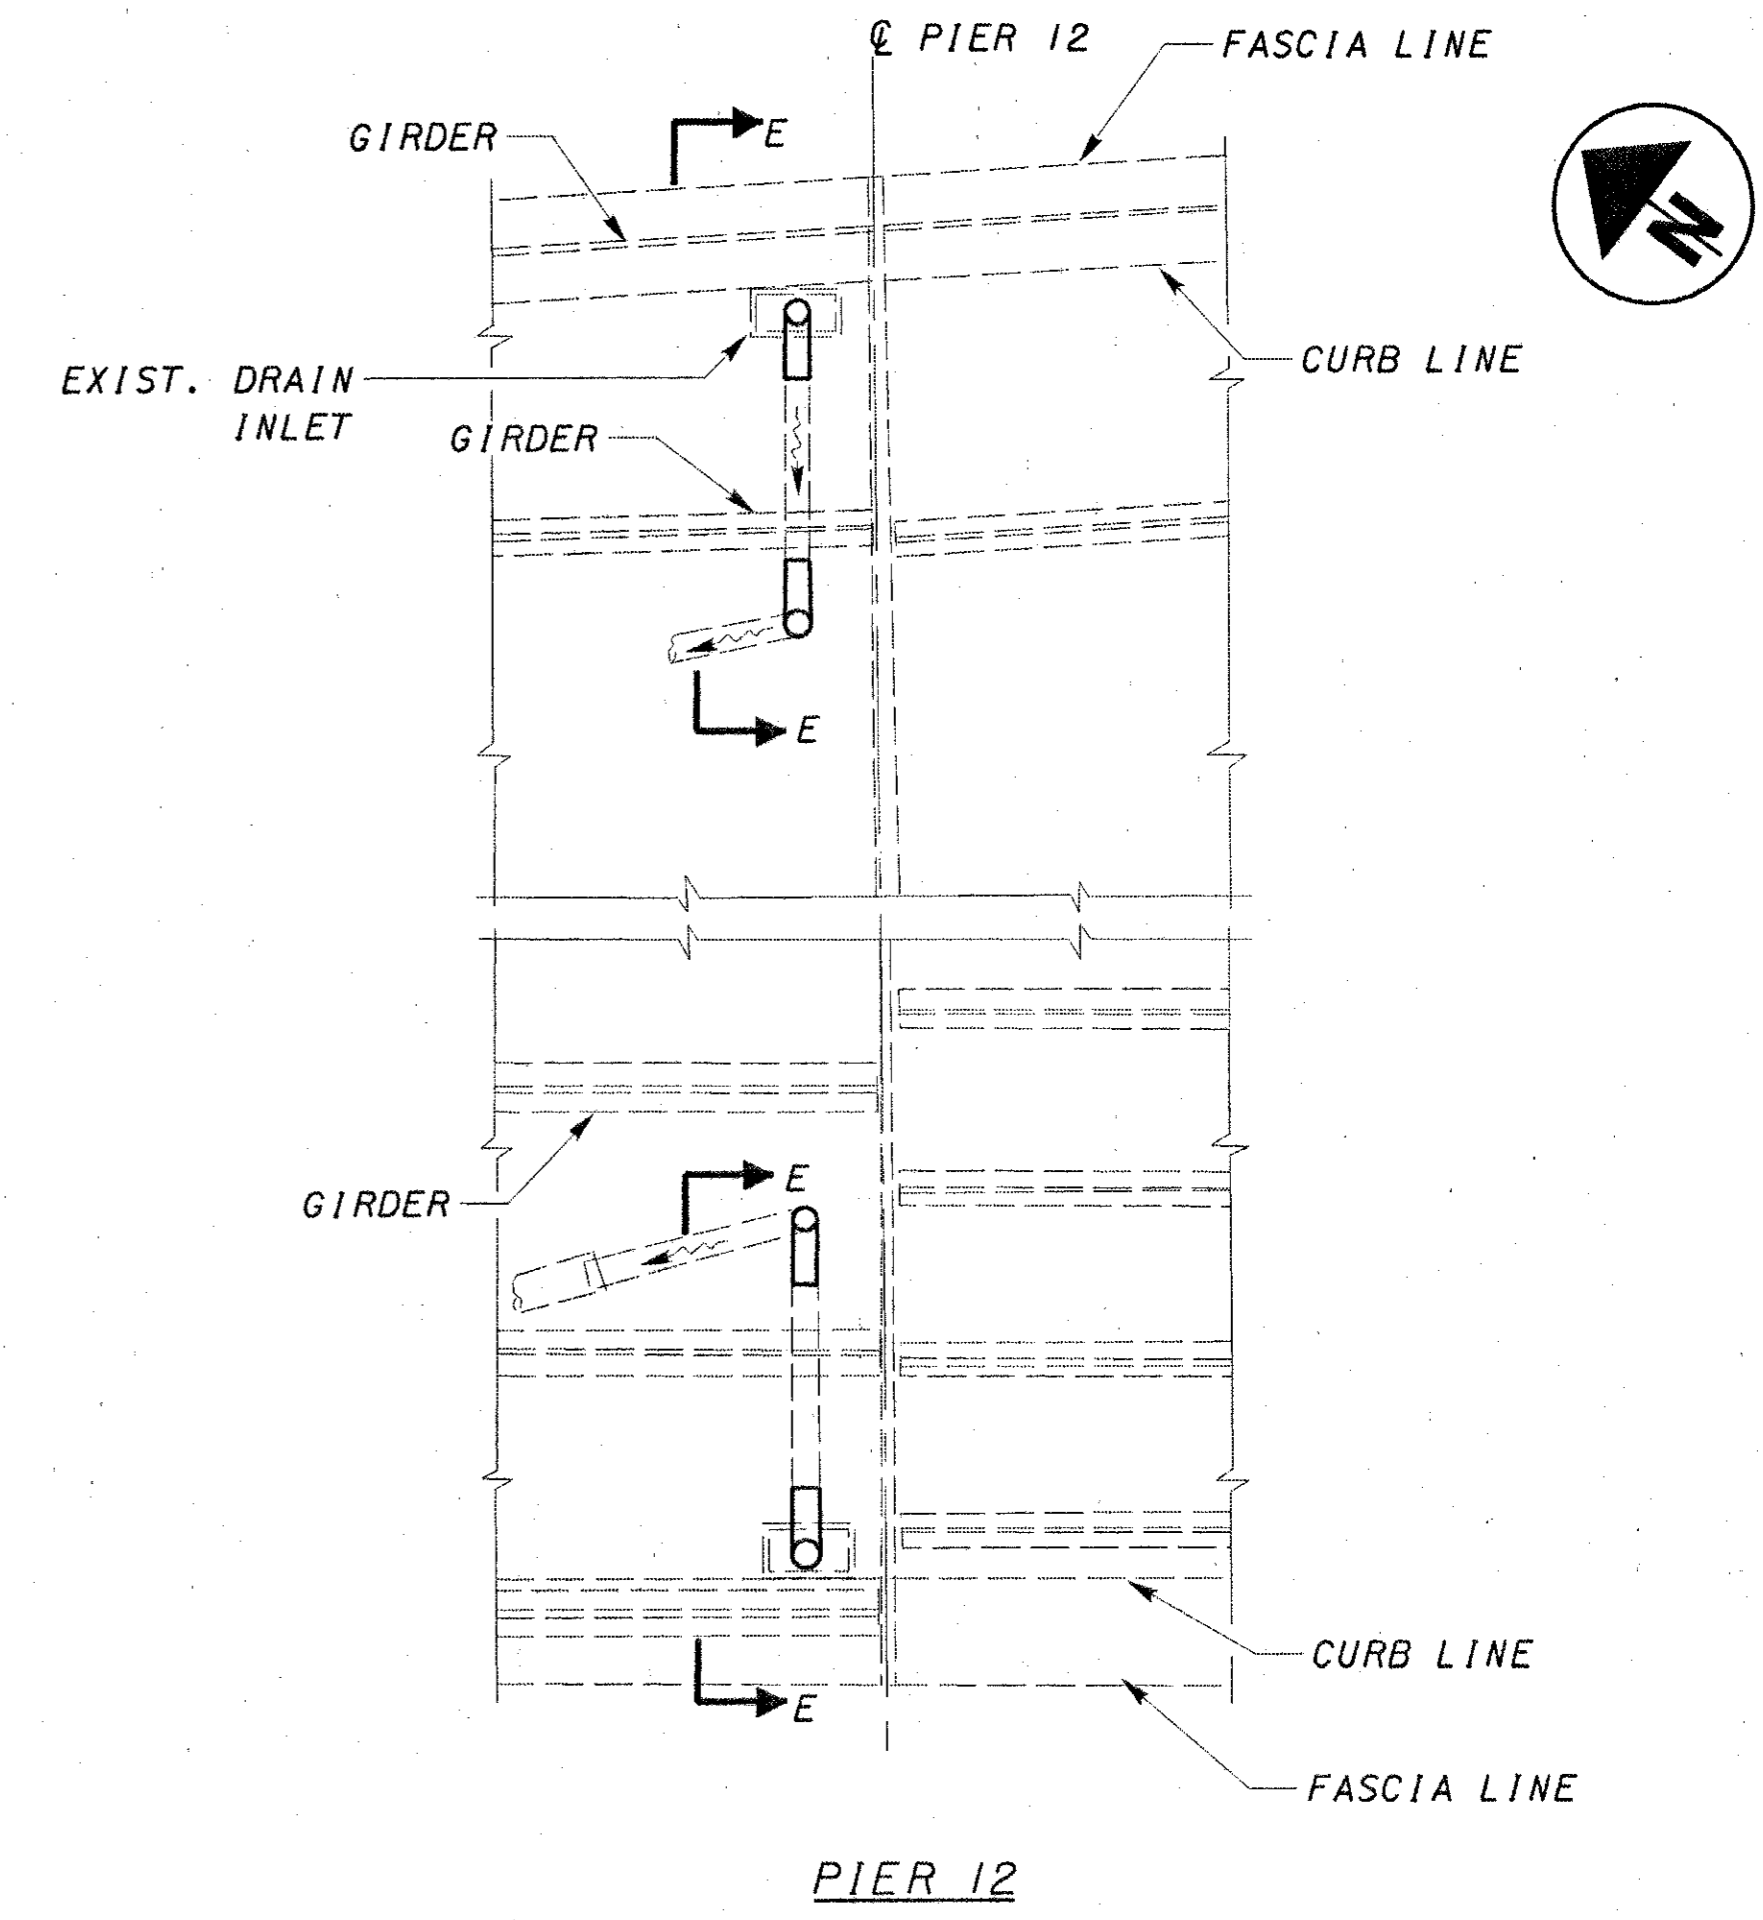 ℄ PIER 12
FASCIA LINE
GIRDER
E
N
CURB LINE
EXIST. DRAIN
INLET
GIRDER
E
E
GIRDER
CURB LINE
E
FASCIA LINE
PIER 12